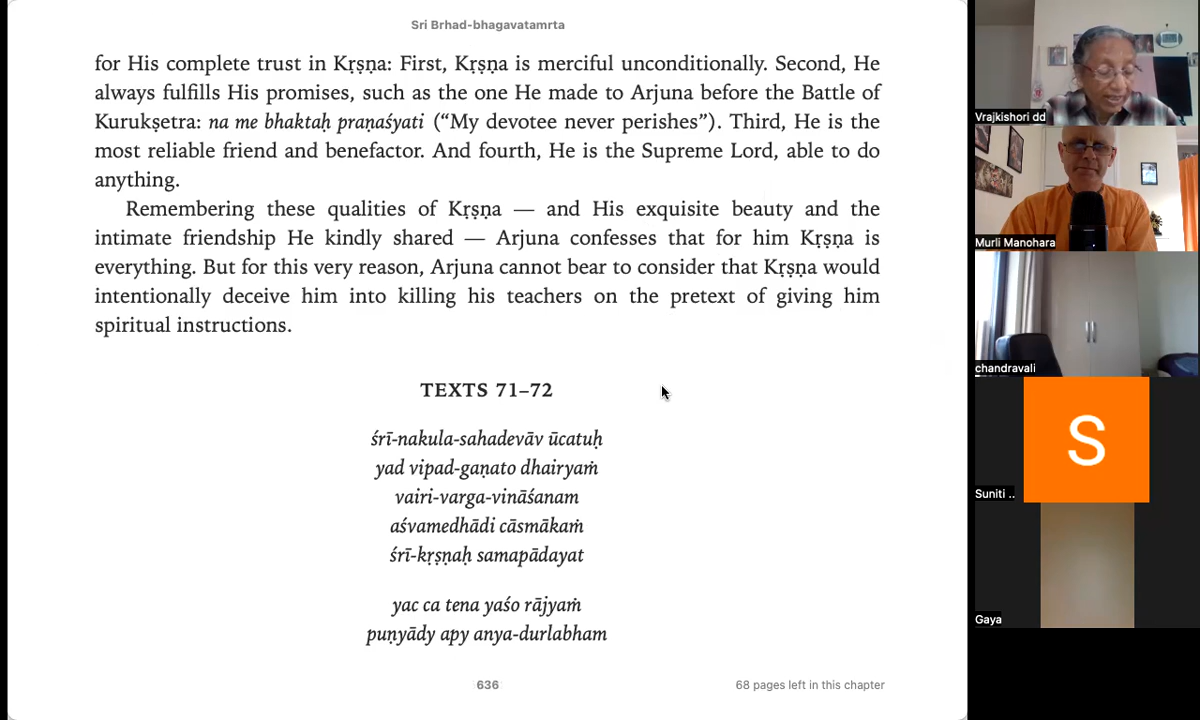 Sri Brhad-bhagavatamrta
for His complete trust in Kṛṣṇa: First, Kṛṣṇa is merciful unconditionally. Second, He
always fulfills His promises, such as the one He made to Arjuna before the Battle of
Kurukṣetra: na me bhaktaḥ praṇaśyati (“My devotee never perishes”). Third, He is the
most reliable friend and benefactor. And fourth, He is the Supreme Lord, able to do
anything.
Remembering these qualities of Kṛṣṇa — and His exquisite beauty and the
intimate friendship He kindly shared — Arjuna confesses that for him Kṛṣṇa is
everything. But for this very reason, Arjuna cannot bear to consider that Kṛṣṇa would
intentionally deceive him into killing his teachers on the pretext of giving him
spiritual instructions.
TEXTS 71–72
śrī-nakula-sahadevāv ūcatuḥ
yad vipad-gaṇato dhairyaṁ
vairi-varga-vināśanam
aśvamedhādi cāsmākaṁ
śrī-kṛṣṇaḥ samapādayat
yac ca tena yaśo rājyaṁ
puṇyādy apy anya-durlabham
636
68 pages left in this chapter
Vrajkishori dd
Murli Manohara
chandravali
S
Suniti ..
Gaya